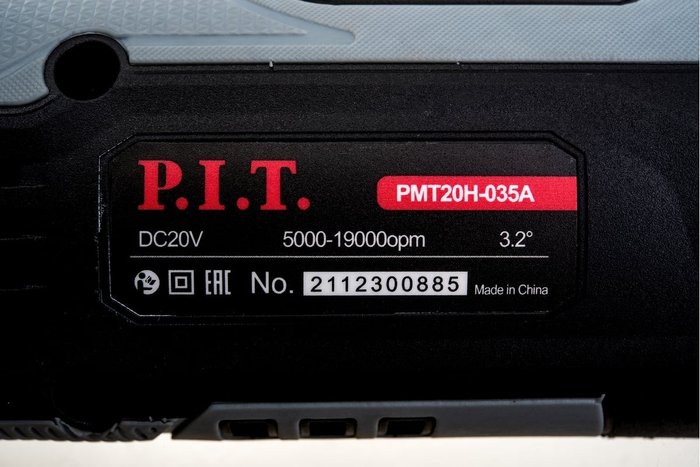 P.I.T. PMT20H-035A
DC20V 5000-19000opm 3.2°
EAC No. 2112300885 Made in China